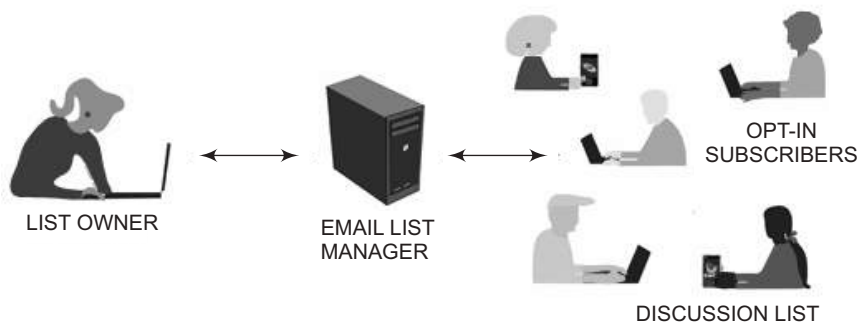 LIST OWNER
EMAIL LIST
MANAGER
OPT-IN
SUBSCRIBERS
DISCUSSION LIST